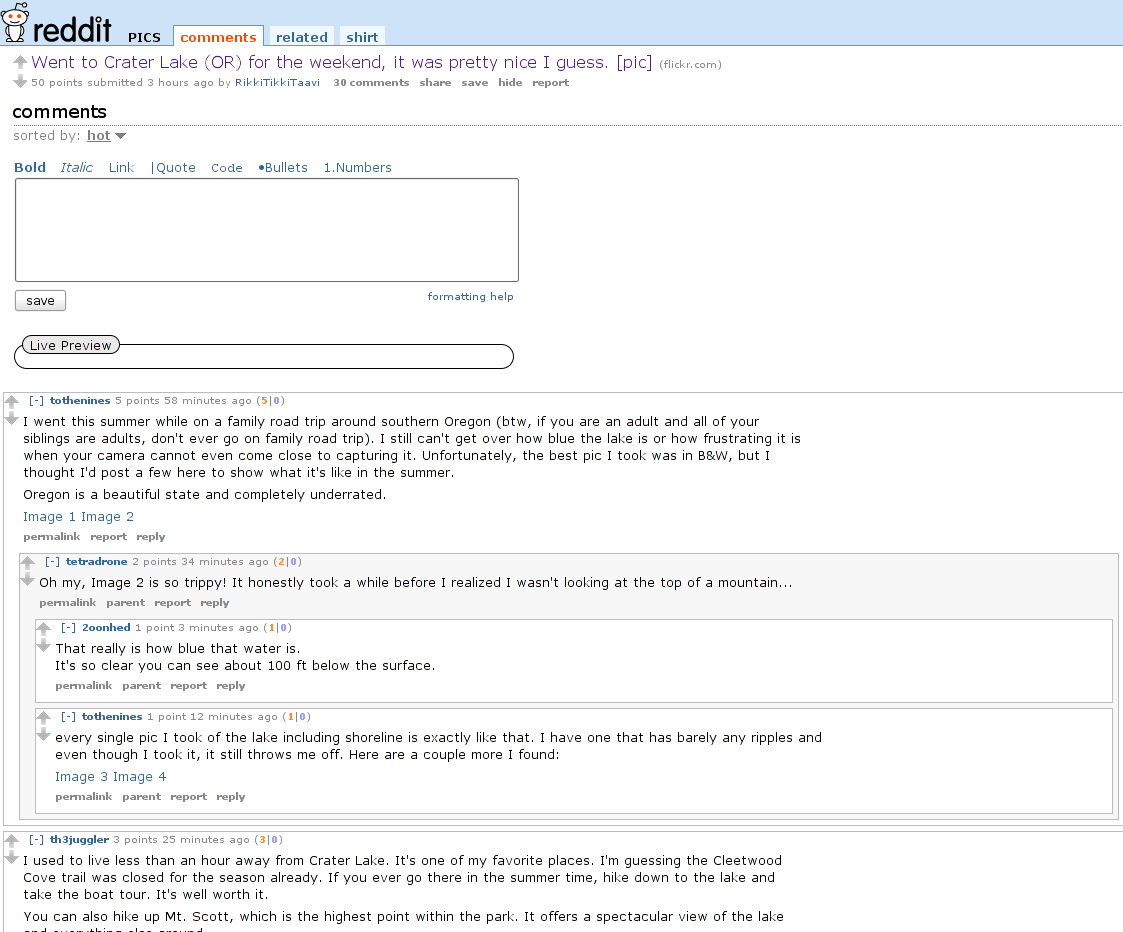 reddit PICS comments related shirt
Went to Crater Lake (OR) for the weekend, it was pretty nice I guess. [pic] (flickr.com)
50 points submitted 3 hours ago by RikkiTikkiTaavi 30 comments share save hide report
comments
sorted by: hot
Bold Italic Link |Quote Code •Bullets 1.Numbers
save
formatting help
Live Preview
[-] tothenines 5 points 58 minutes ago (5|0)
I went this summer while on a family road trip around southern Oregon (btw, if you are an adult and all of your
siblings are adults, don't ever go on family road trip). I still can't get over how blue the lake is or how frustrating it is
when your camera cannot even come close to capturing it. Unfortunately, the best pic I took was in B&W, but I
thought I'd post a few here to show what it's like in the summer.
Oregon is a beautiful state and completely underrated.
Image 1 Image 2
permalink report reply
[-] tetradrone 2 points 34 minutes ago (2|0)
Oh my, Image 2 is so trippy! It honestly took a while before I realized I wasn't looking at the top of a mountain...
permalink parent report reply
[-] 2oonhed 1 point 3 minutes ago (1|0)
That really is how blue that water is.
It's so clear you can see about 100 ft below the surface.
permalink parent report reply
[-] tothenines 1 point 12 minutes ago (1|0)
every single pic I took of the lake including shoreline is exactly like that. I have one that has barely any ripples and
even though I took it, it still throws me off. Here are a couple more I found:
Image 3 Image 4
permalink parent report reply
[-] th3juggler 3 points 25 minutes ago (3|0)
I used to live less than an hour away from Crater Lake. It's one of my favorite places. I'm guessing the Cleetwood
Cove trail was closed for the season already. If you ever go there in the summer time, hike down to the lake and
take the boat tour. It's well worth it.
You can also hike up Mt. Scott, which is the highest point within the park. It offers a spectacular view of the lake
and everything else around